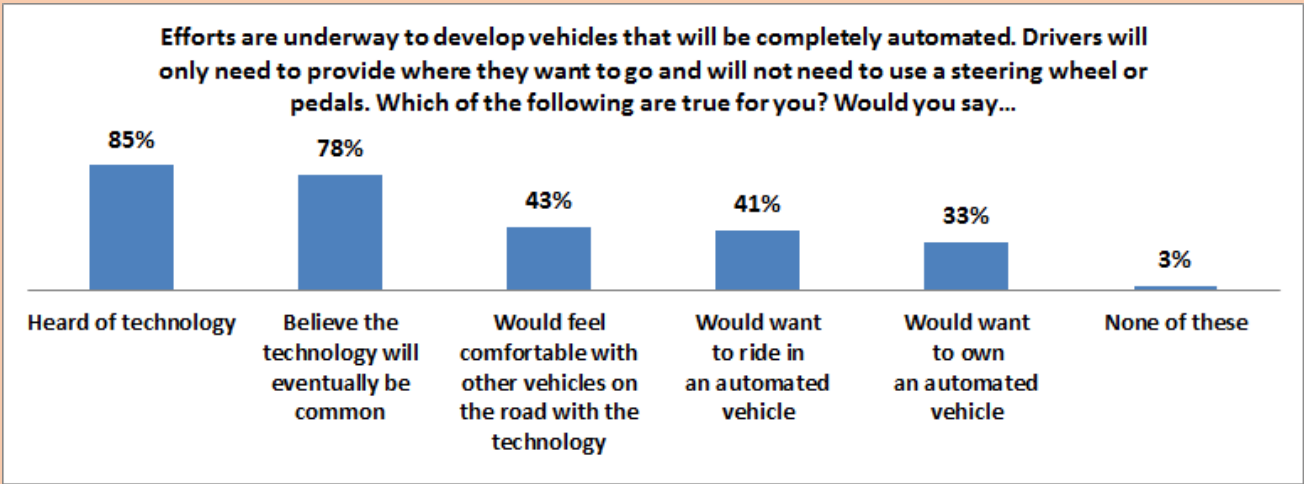 Efforts are underway to develop vehicles that will be completely automated. Drivers will
only need to provide where they want to go and will not need to use a steering wheel or
pedals. Which of the following are true for you? Would you say...
85%
78%
43%
41%
33%
3%
Heard of technology
Believe the
technology will
eventually be
common
Would feel
comfortable with
other vehicles on
the road with the
technology
Would want
to ride in
an automated
vehicle
Would want
to own
an automated
vehicle
None of these